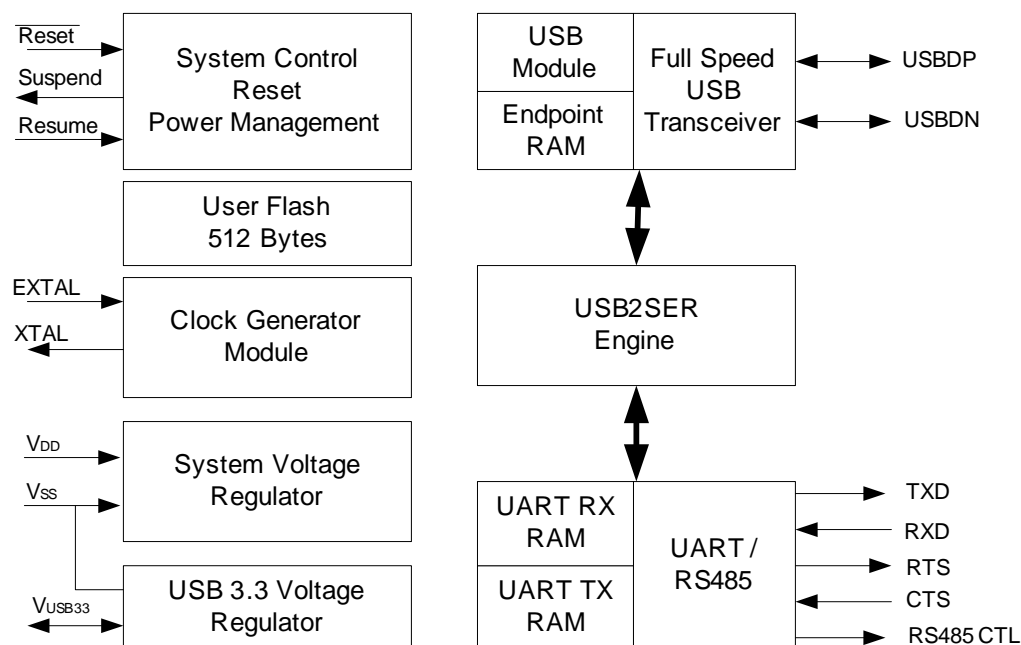 Reset
Suspend
Resume
System Control
Reset
Power Management
User Flash
512 Bytes
EXTAL
XTAL
Clock Generator
Module
VDD
VSS
System Voltage
Regulator
VUSB33
USB 3.3 Voltage
Regulator
USB
Module
Endpoint
RAM
Full Speed
USB
Transceiver
USBDP
USBDN
USB2SER
Engine
UART RX
RAM
UART TX
RAM
UART /
RS485
TXD
RXD
RTS
CTS
RS485 CTL